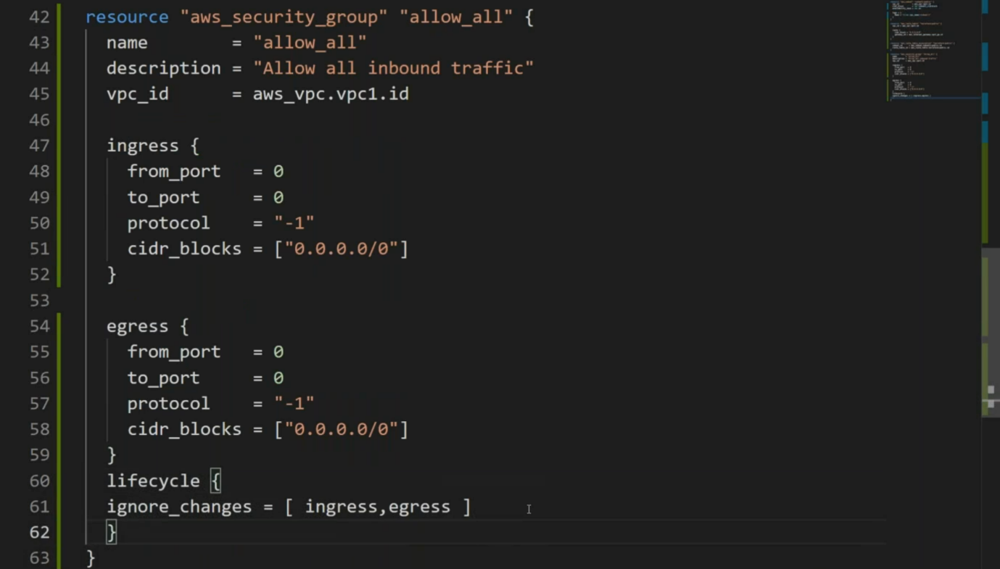 42 resource "aws_security_group" "allow_all" {
43   name        = "allow_all"
44   description = "Allow all inbound traffic"
45   vpc_id      = aws_vpc.vpc1.id
46
47   ingress {
48     from_port   = 0
49     to_port     = 0
50     protocol    = "-1"
51     cidr_blocks = ["0.0.0.0/0"]
52   }
53
54   egress {
55     from_port   = 0
56     to_port     = 0
57     protocol    = "-1"
58     cidr_blocks = ["0.0.0.0/0"]
59   }
60   lifecycle {
61   ignore_changes = [ ingress,egress ]
62   }
63 }